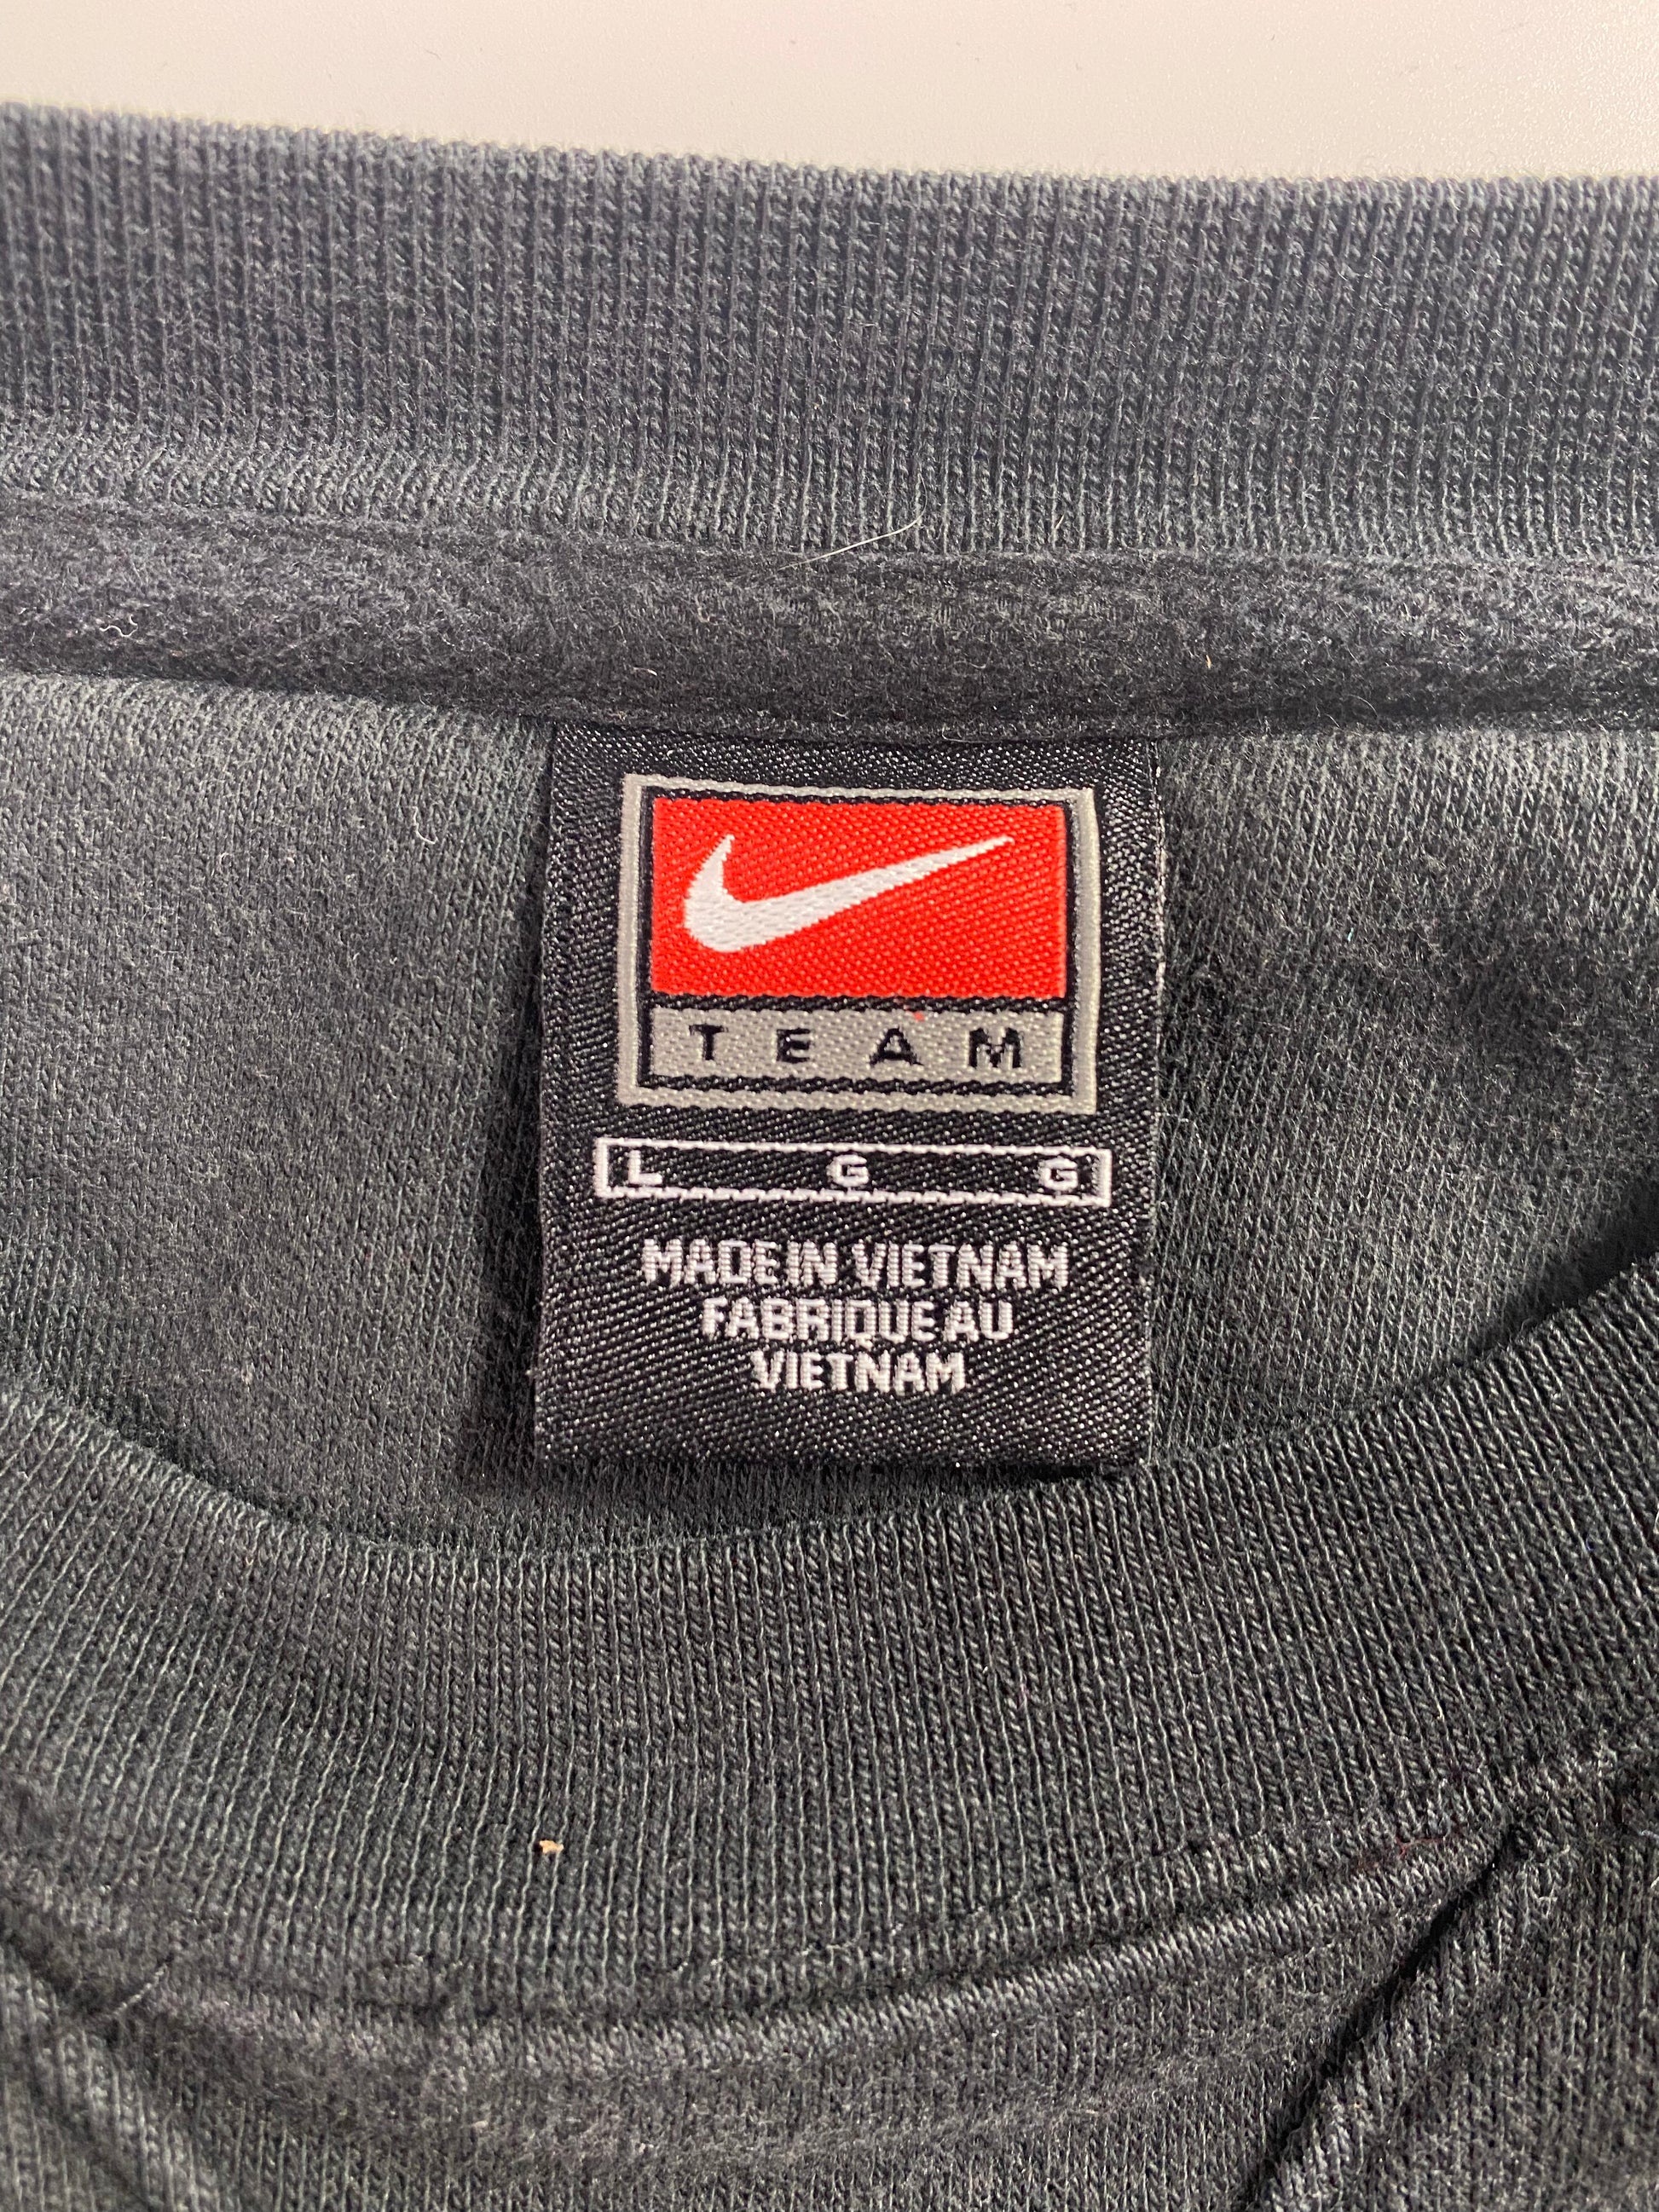 TEAM
L G G
MADE IN VIETNAM
FABRIQUE AU
VIETNAM